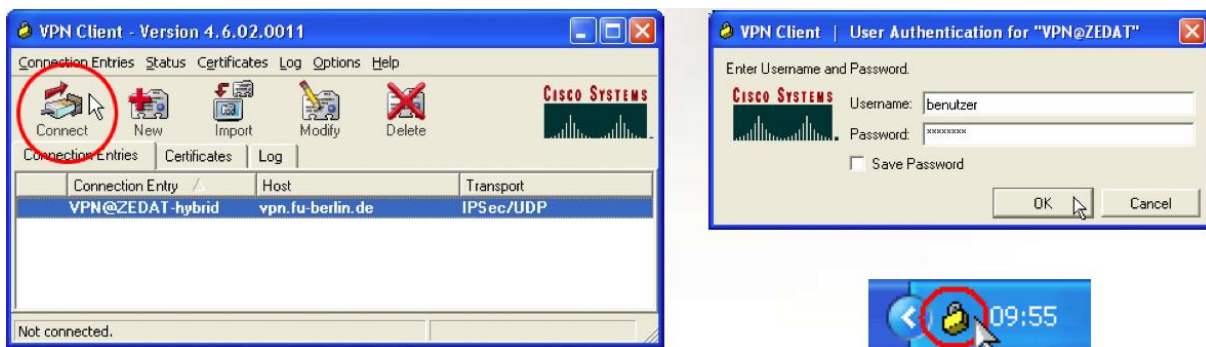 VPN Client - Version 4.6.02.0011
Connection Entries Status Certificates Log Options Help
Connect New Import Modify Delete
CISCO SYSTEMS
Connection Entries Certificates Log
Connection Entry Host Transport
VPN@ZEDAT-hybrid vpn.fu-berlin.de IPSec/UDP
Not connected.
VPN Client | User Authentication for "VPN@ZEDAT"
Enter Username and Password.
CISCO SYSTEMS
Username: benutzer
Password: ********
Save Password
OK Cancel
09:55